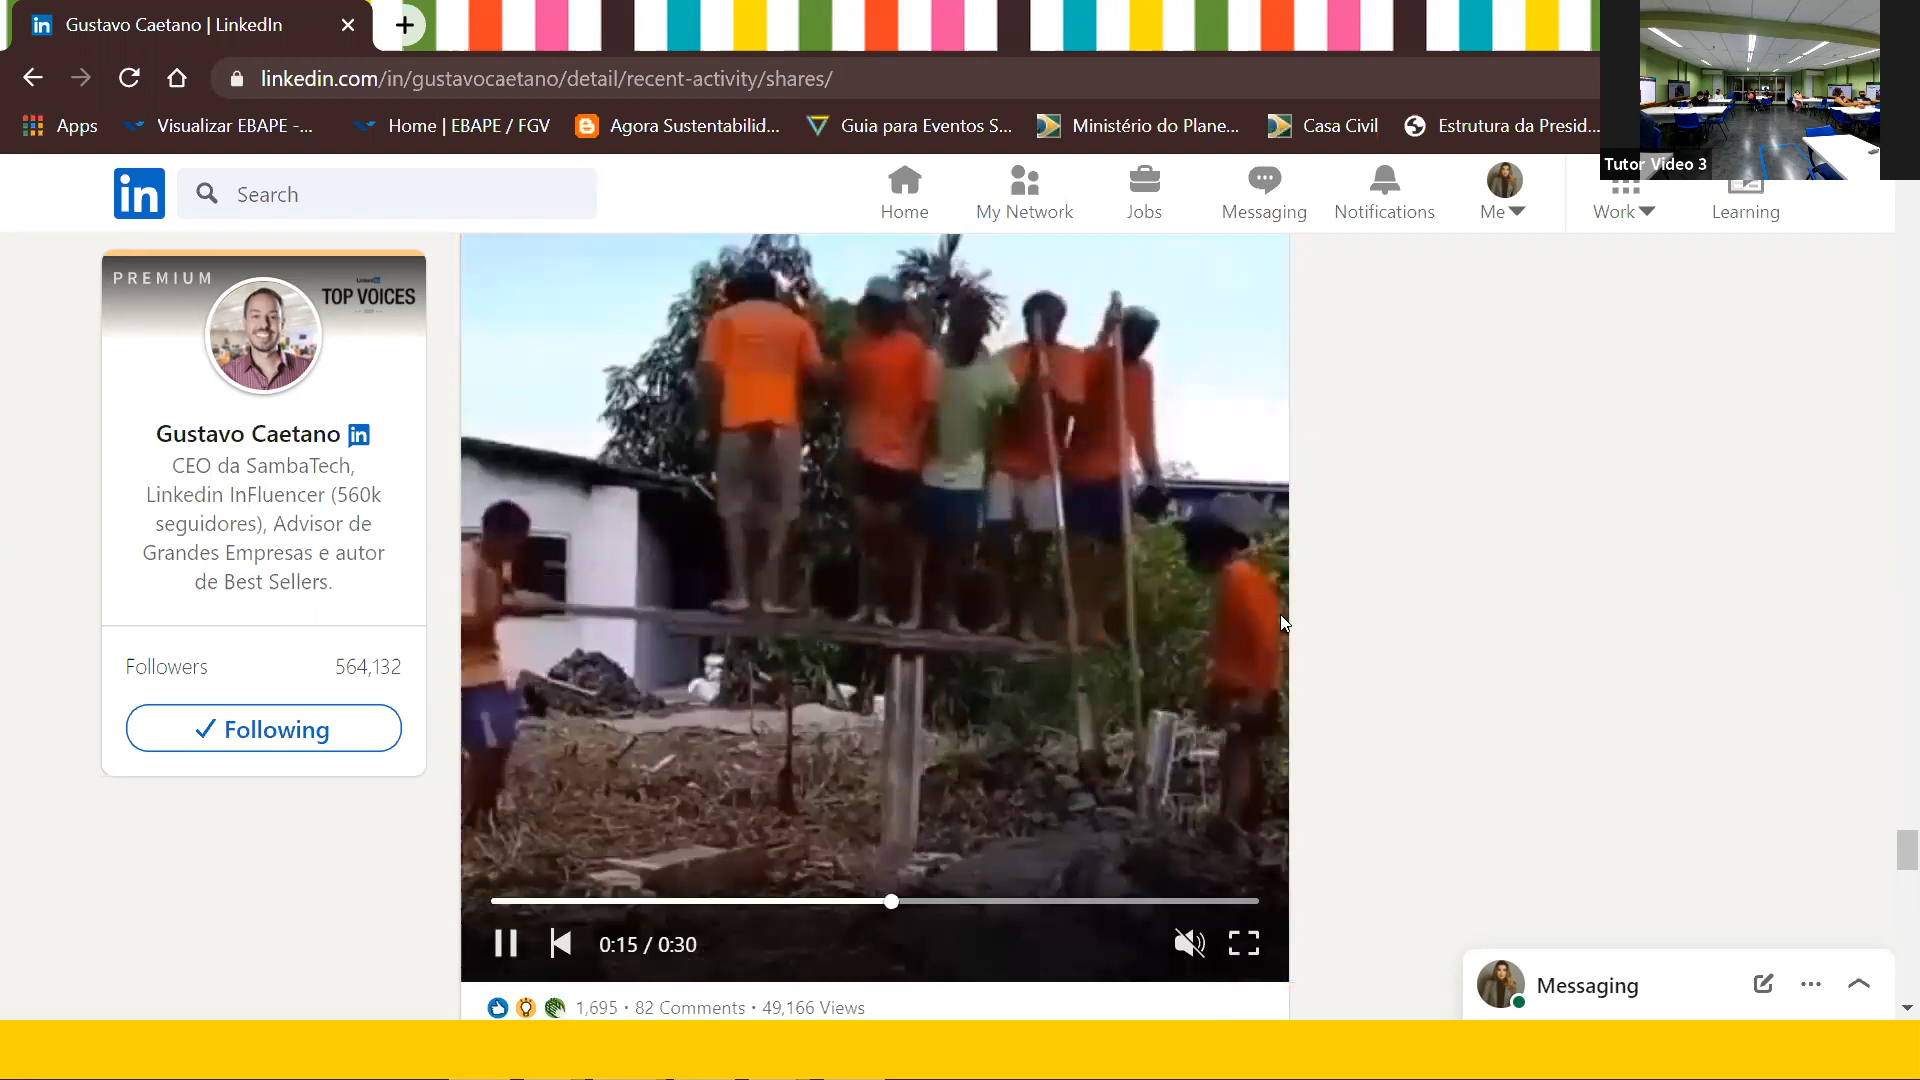 Gustavo Caetano | LinkedIn
linkedin.com/in/gustavocaetano/detail/recent-activity/shares/
Apps
Visualizar EBAPE -...
Home | EBAPE / FGV
Agora Sustentabilid...
Guia para Eventos S...
Ministério do Plane...
Casa Civil
Estrutura da Presid...
Tutor Video 3
in
Search
Home
My Network
Jobs
Messaging
Notifications
Me
Work
Learning
PREMIUM
LinkedIn
TOP VOICES
Gustavo Caetano in
CEO da SambaTech,
Linkedin InFluencer (560k
seguidores), Advisor de
Grandes Empresas e autor
de Best Sellers.
Followers 564,132
✓ Following
0:15 / 0:30
1,695 · 82 Comments · 49,166 Views
Messaging